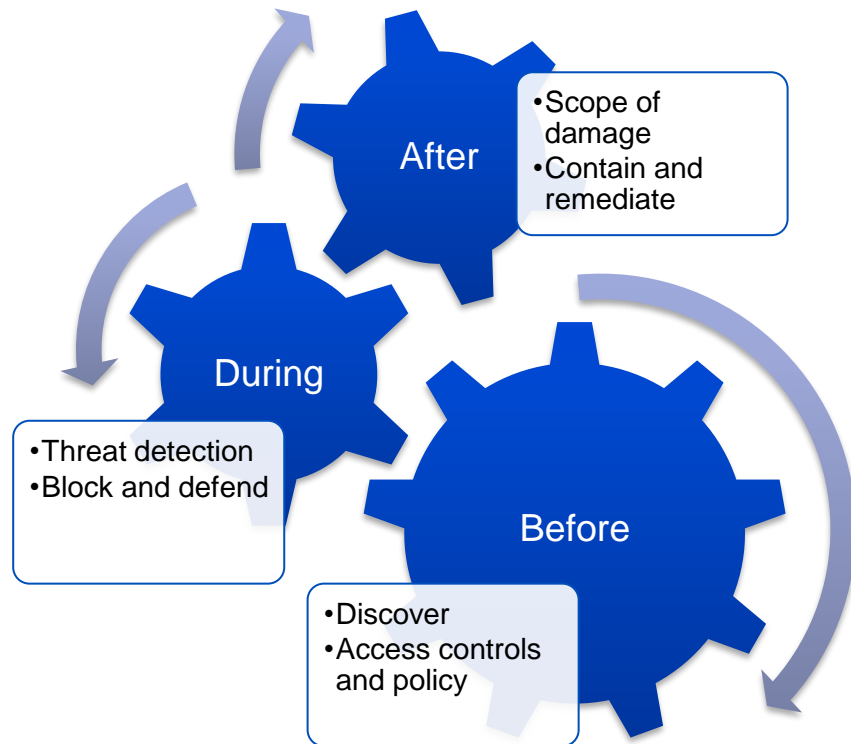 After
•Scope of
damage
•Contain and
remediate
During
•Threat detection
•Block and defend
Before
•Discover
•Access controls
and policy